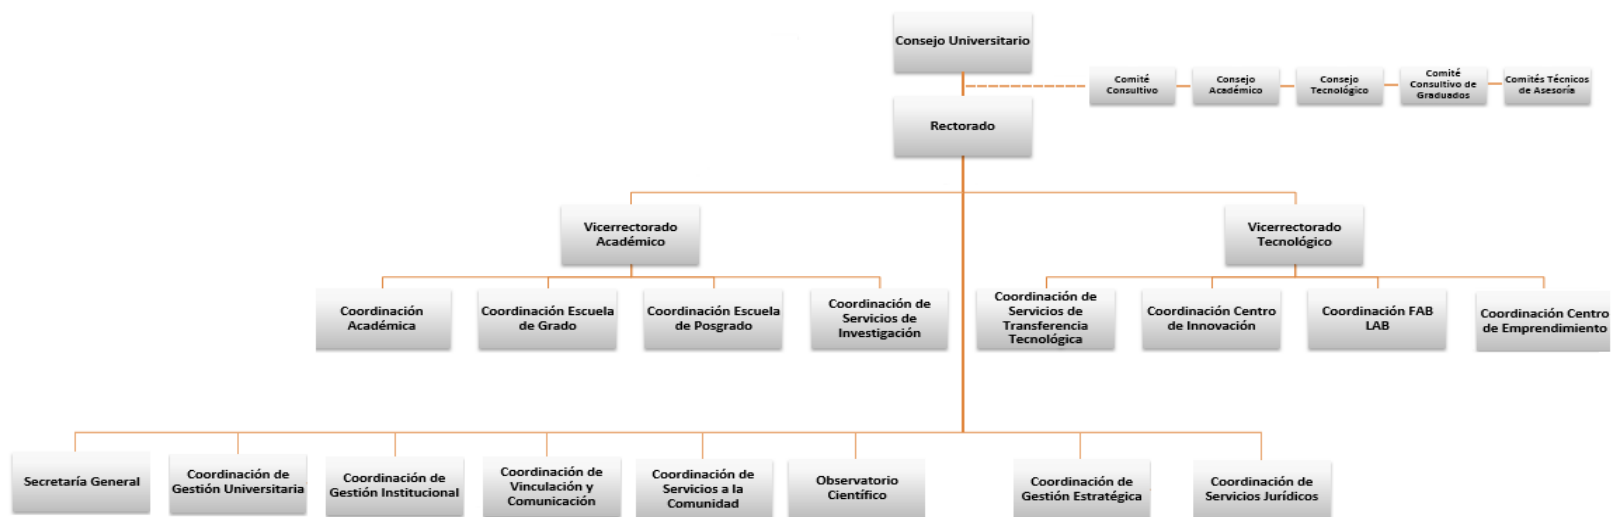 Consejo Universitario
Comité
Consultivo
Consejo
Académico
Consejo
Tecnológico
Comité
Consultivo de
Graduados
Comités Técnicos
de Asesoría
Rectorado
Vicerrectorado
Académico
Vicerrectorado
Tecnológico
Coordinación
Académica
Coordinación Escuela
de Grado
Coordinación Escuela
de Posgrado
Coordinación de
Servicios de
Investigación
Coordinación de
Servicios de
Transferencia
Tecnológica
Coordinación Centro
de Innovación
Coordinación FAB
LAB
Coordinación Centro
de Emprendimiento
Secretaría General
Coordinación de
Gestión Universitaria
Coordinación de
Gestión Institucional
Coordinación de
Vinculación y
Comunicación
Coordinación de
Servicios a la
Comunidad
Observatorio
Científico
Coordinación de
Gestión Estratégica
Coordinación de
Servicios Jurídicos